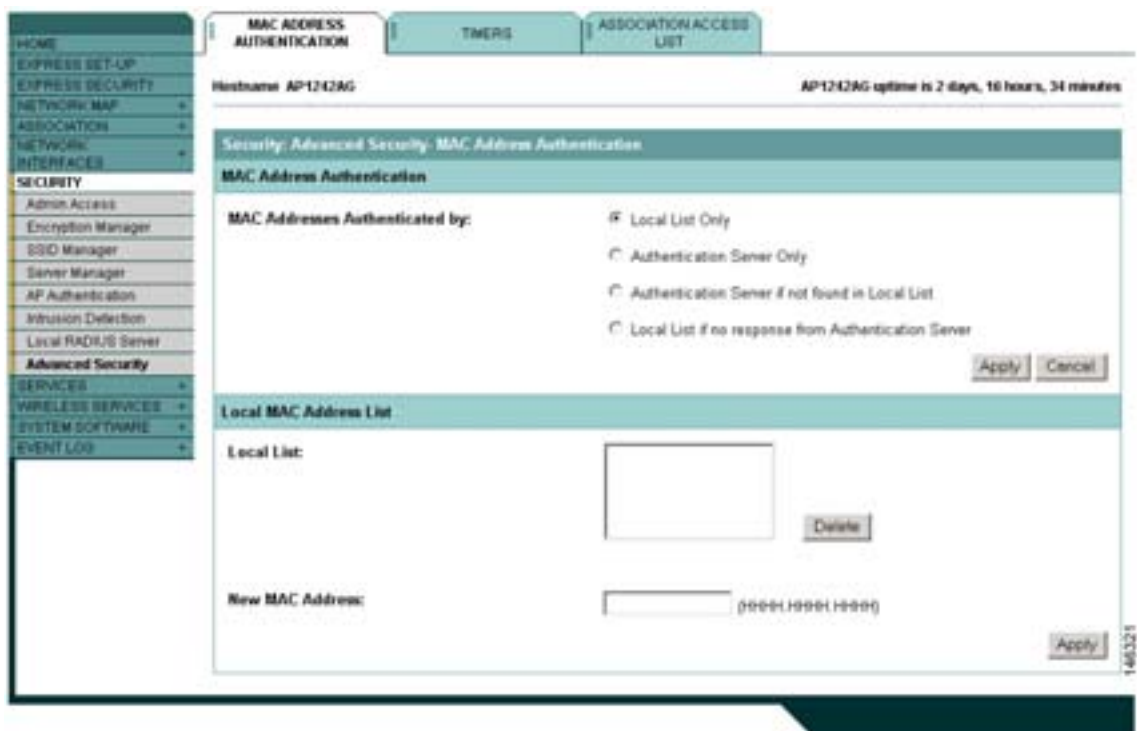 MAC ADDRESS
AUTHENTICATION
TIMERS
ASSOCIATION ACCESS
LIST
HOME
EXPRESS SET-UP
EXPRESS SECURITY
NETWORK MAP +
ASSOCIATION +
NETWORK
INTERFACES +
SECURITY
Admin Access
Encryption Manager
SSID Manager
Server Manager
AP Authentication
Intrusion Detection
Local RADIUS Server
Advanced Security
SERVICES +
WIRELESS SERVICES +
SYSTEM SOFTWARE +
EVENT LOG +
Hostname AP1242AG
AP1242AG uptime is 2 days, 16 hours, 34 minutes
Security: Advanced Security- MAC Address Authentication
MAC Address Authentication
MAC Addresses Authenticated by:
Local List Only
Authentication Server Only
Authentication Server if not found in Local List
Local List if no response from Authentication Server
Apply Cancel
Local MAC Address List
Local List:
Delete
New MAC Address:
(HHHH.HHHH.HHHH)
Apply
146321